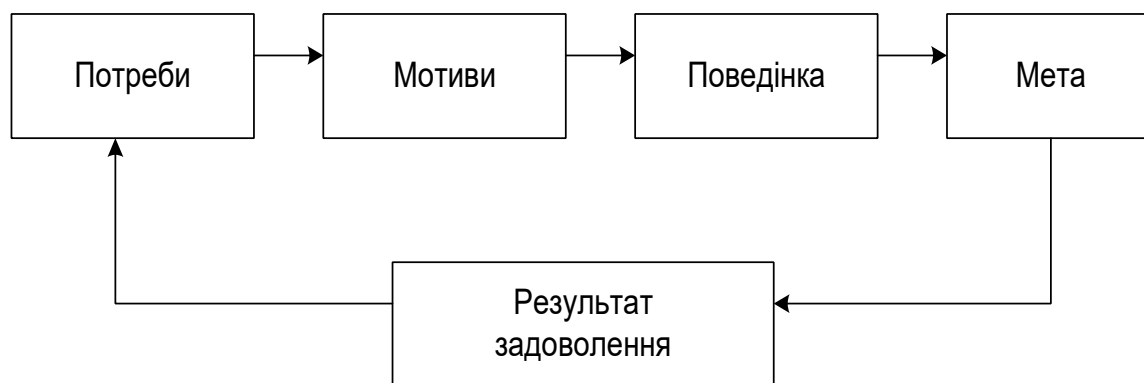 Потреби
Мотиви
Поведінка
Мета
Результат
задоволення